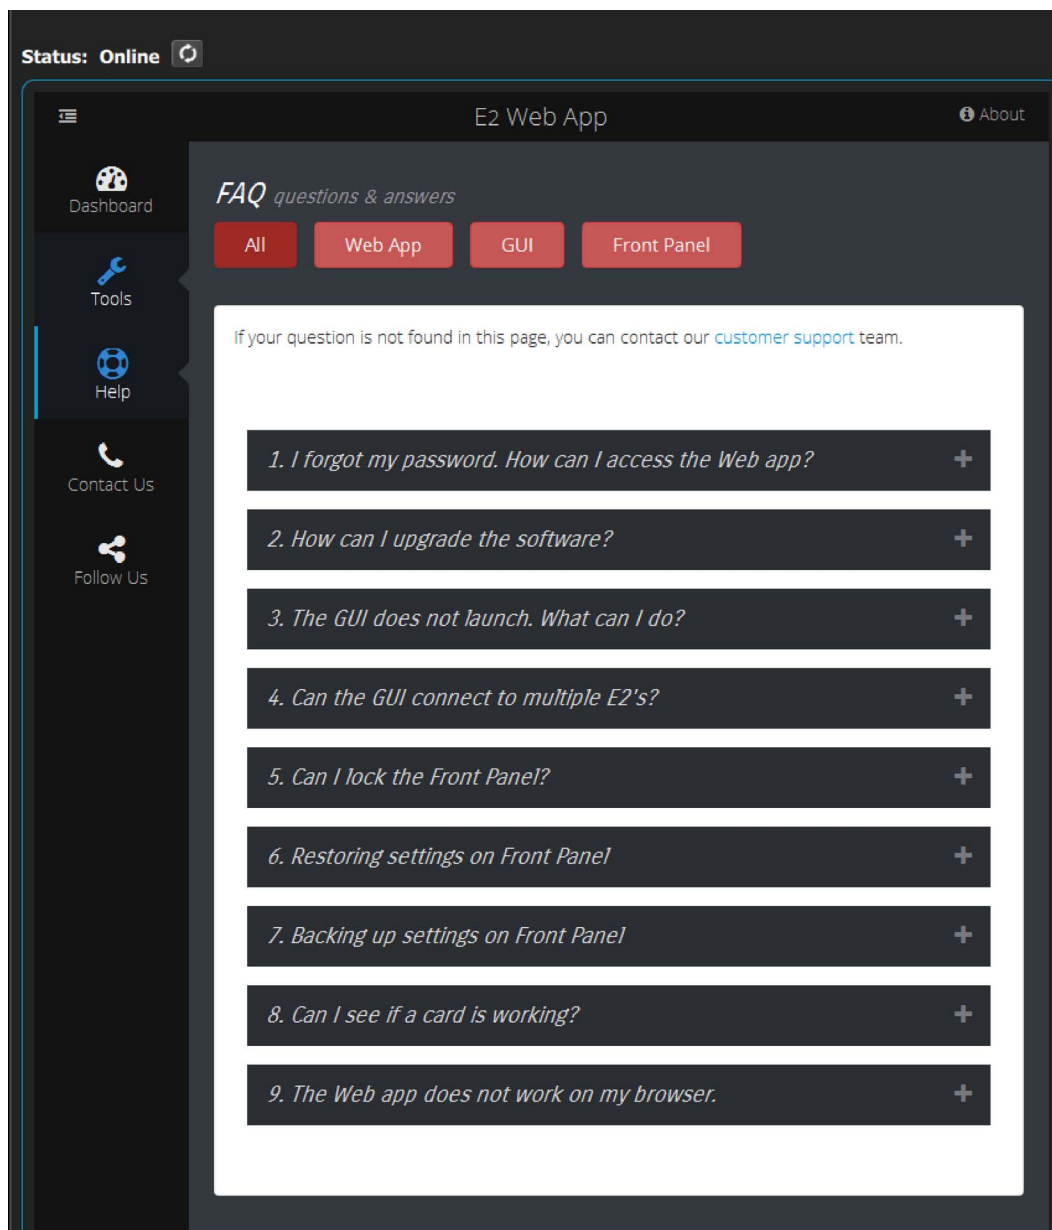 Status: Online
E2 Web App
About
Dashboard
Tools
Help
Contact Us
Follow Us
FAQ questions & answers
All
Web App
GUI
Front Panel
If your question is not found in this page, you can contact our customer support team.
1. I forgot my password. How can I access the Web app?
2. How can I upgrade the software?
3. The GUI does not launch. What can I do?
4. Can the GUI connect to multiple E2's?
5. Can I lock the Front Panel?
6. Restoring settings on Front Panel
7. Backing up settings on Front Panel
8. Can I see if a card is working?
9. The Web app does not work on my browser.